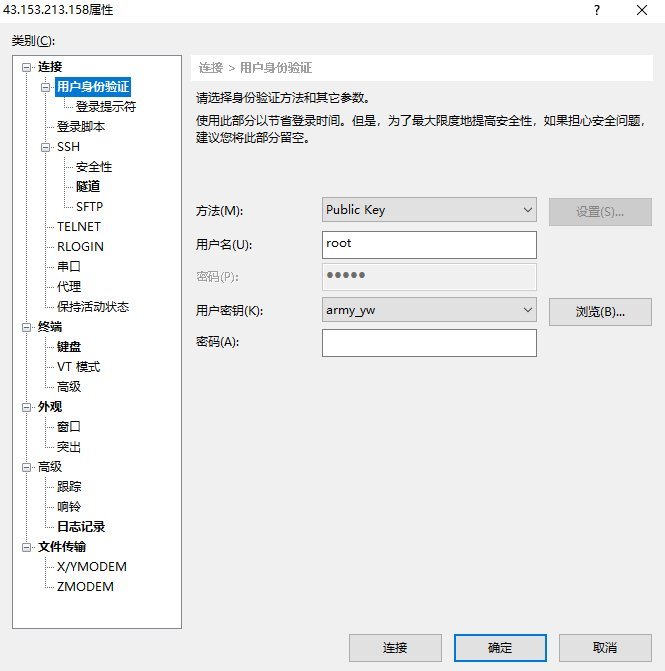 43.153.213.158属性
?
类别(C):
连接
用户身份验证
登录提示符
登录脚本
SSH
安全性
隧道
SFTP
TELNET
RLOGIN
串口
代理
保持活动状态
终端
键盘
VT 模式
高级
外观
窗口
突出
高级
跟踪
响铃
日志记录
文件传输
X/YMODEM
ZMODEM
连接 > 用户身份验证
请选择身份验证方法和其它参数。
使用此部分以节省登录时间。但是，为了最大限度地提高安全性，如果担心安全问题，
建议您将此部分留空。
方法(M): Public Key 设置(S)...
用户名(U): root
密码(P): •••••
用户密钥(K): army_yw 浏览(B)...
密码(A):
连接 确定 取消